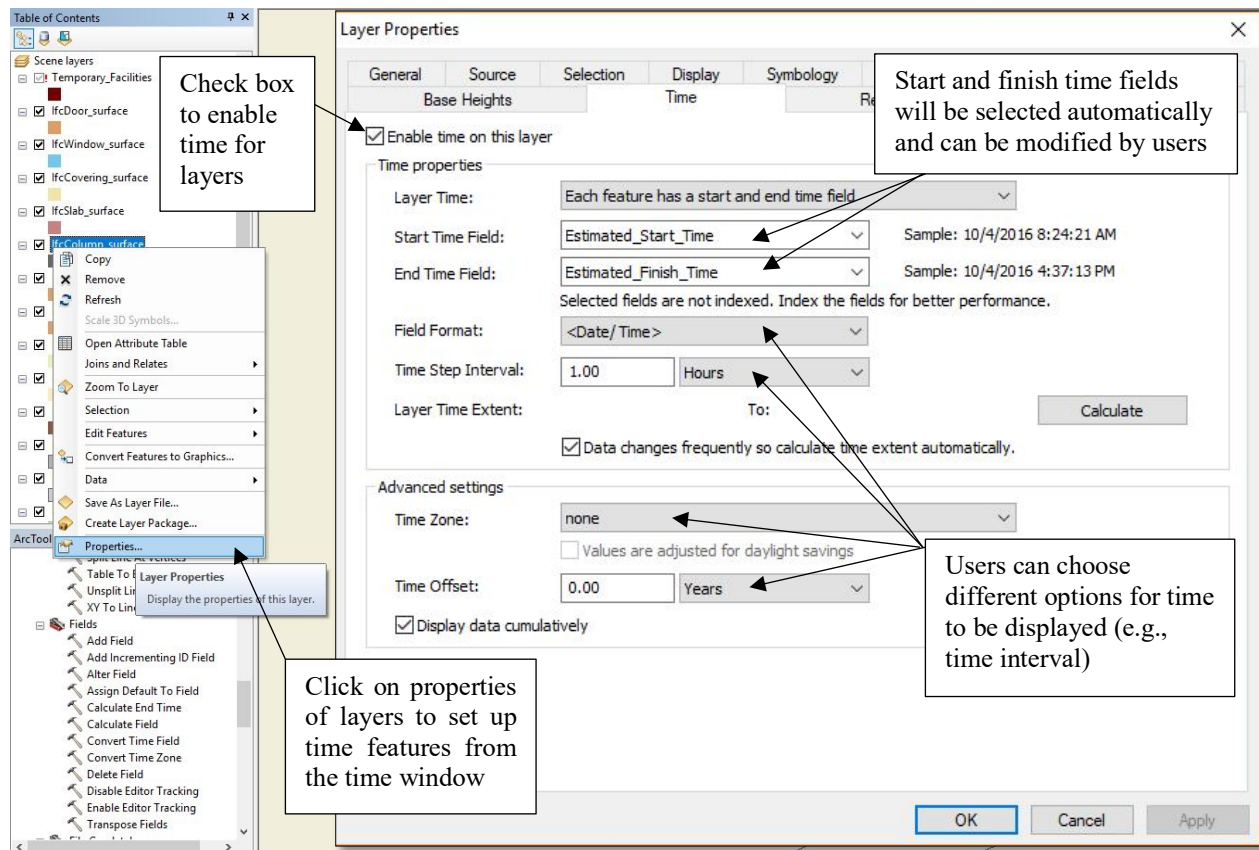 Table of Contents
Scene layers
Temporary_Facilities
IfcDoor_surface
IfcWindow_surface
IfcCovering_surface
IfcSlab_surface
IfcColumn_surface
Copy
Remove
Refresh
Scale 3D Symbols...
Open Attribute Table
Joins and Relates
Zoom To Layer
Selection
Edit Features
Convert Features to Graphics...
Data
Save As Layer File...
Create Layer Package...
Properties...
ArcTool
Split Line At Vertices
Table To
Unsplit Li
XY To Line
Layer Properties
Display the properties of this layer.
Fields
Add Field
Add Incrementing ID Field
Alter Field
Assign Default To Field
Calculate End Time
Calculate Field
Convert Time Field
Convert Time Zone
Delete Field
Disable Editor Tracking
Enable Editor Tracking
Transpose Fields
Check box
to enable
time for
layers
Click on properties
of layers to set up
time features from
the time window
Layer Properties
General Source Selection Display Symbology
Base Heights Time Re
Enable time on this layer
Time properties
Layer Time: Each feature has a start and end time field
Start Time Field: Estimated_Start_Time Sample: 10/4/2016 8:24:21 AM
End Time Field: Estimated_Finish_Time Sample: 10/4/2016 4:37:13 PM
Selected fields are not indexed. Index the fields for better performance.
Field Format: <Date/Time>
Time Step Interval: 1.00 Hours
Layer Time Extent: To: Calculate
Data changes frequently so calculate time extent automatically.
Advanced settings
Time Zone: none
Values are adjusted for daylight savings
Time Offset: 0.00 Years
Display data cumulatively
OK Cancel Apply
Start and finish time fields
will be selected automatically
and can be modified by users
Users can choose
different options for time
to be displayed (e.g.,
time interval)